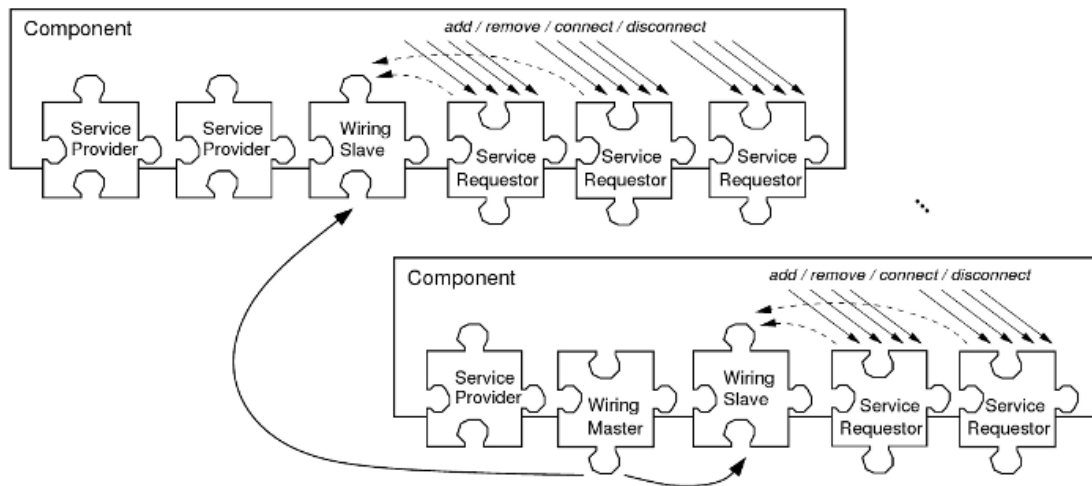 Component
add / remove / connect / disconnect
Service
Provider
Service
Provider
Wiring
Slave
Service
Requestor
Service
Requestor
Service
Requestor
Component
add / remove / connect / disconnect
Service
Provider
Wiring
Master
Wiring
Slave
Service
Requestor
Service
Requestor